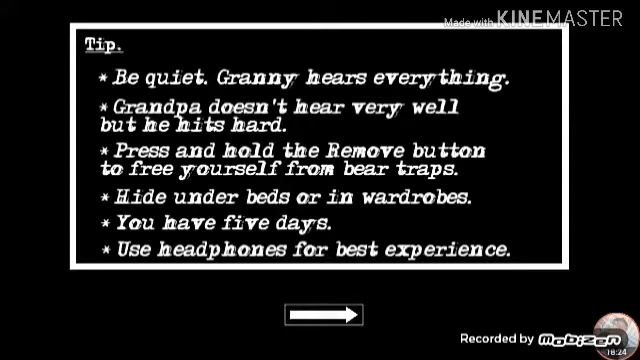 Made with KINEMASTER
Tip.
* Be quiet. Granny hears everything.
* Grandpa doesn't hear very well
but he hits hard.
* Press and hold the Remove button
to free yourself from bear traps.
* Hide under beds or in wardrobes.
* You have five days.
* Use headphones for best experience.
Recorded by mobizen
18:24